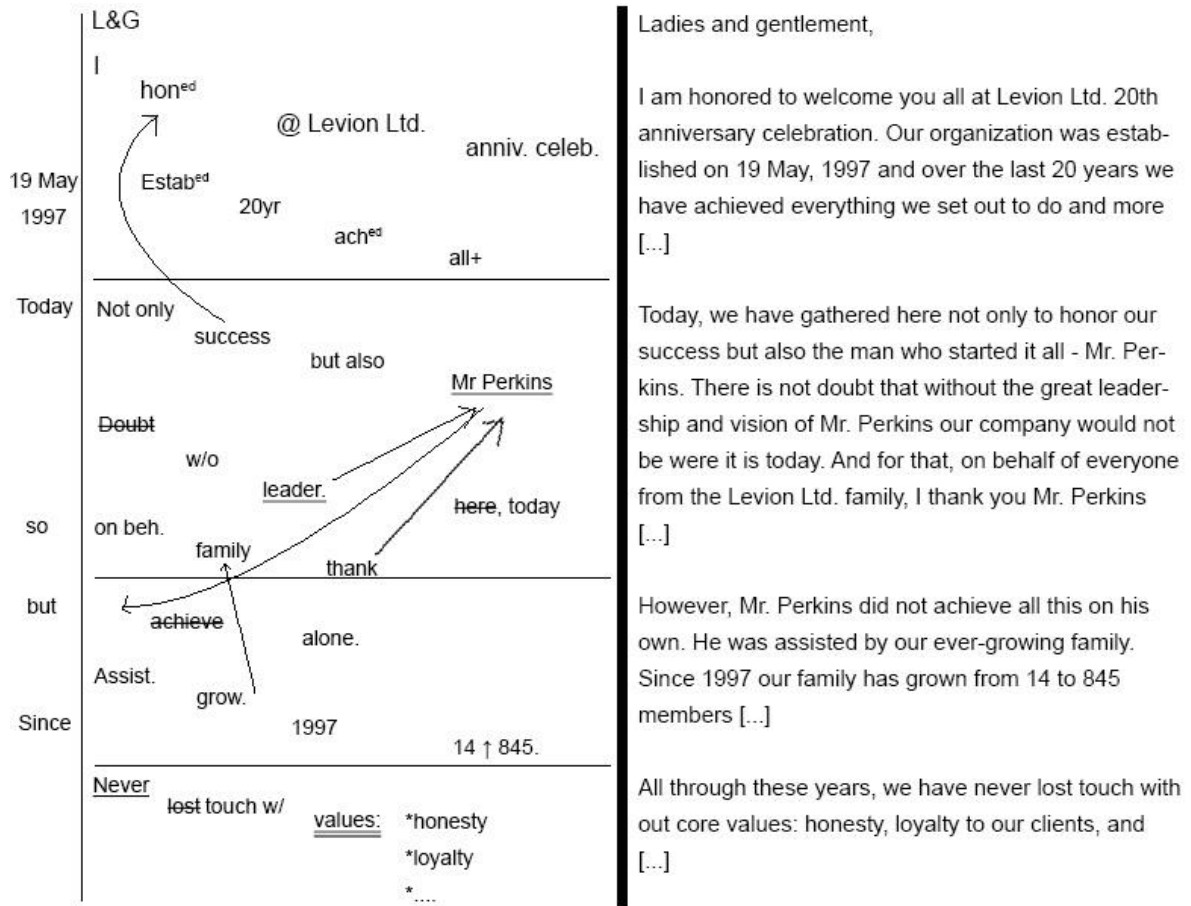 L&G
I
hon^ed
@ Levion Ltd.
anniv. celeb.
19 May
1997
Estab^ed
20yr
ach^ed
all+
Today
Not only
success
but also
Mr Perkins
Doubt
w/o
leader.
here, today
so
on beh.
family
thank
but
achieve
alone.
Assist.
grow.
Since
1997
14 ↑ 845.
Never
lost touch w/
values:
*honesty
*loyalty
*....
Ladies and gentlement,
I am honored to welcome you all at Levion Ltd. 20th
anniversary celebration. Our organization was estab-
lished on 19 May, 1997 and over the last 20 years we
have achieved everything we set out to do and more
[...]
Today, we have gathered here not only to honor our
success but also the man who started it all - Mr. Per-
kins. There is not doubt that without the great leader-
ship and vision of Mr. Perkins our company would not
be were it is today. And for that, on behalf of everyone
from the Levion Ltd. family, I thank you Mr. Perkins
[...]
However, Mr. Perkins did not achieve all this on his
own. He was assisted by our ever-growing family.
Since 1997 our family has grown from 14 to 845
members [...]
All through these years, we have never lost touch with
out core values: honesty, loyalty to our clients, and
[...]